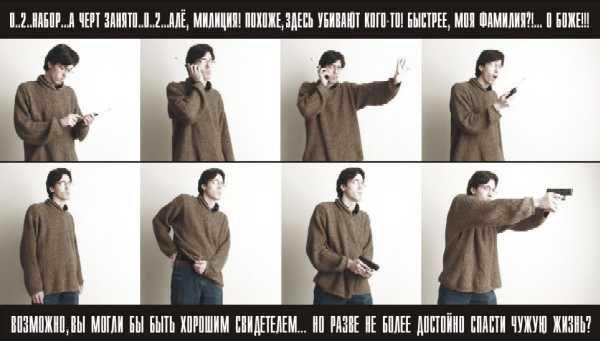 0..2..НАБОР...А ЧЕРТ ЗАНЯТО..0..2...АЛЁ, МИЛИЦИЯ! ПОХОЖЕ,ЗДЕСЬ УБИВАЮТ КОГО-ТО! БЫСТРЕЕ, МОЯ ФАМИЛИЯ?!... О БОЖЕ!!!
ВОЗМОЖНО,ВЫ МОГЛИ БЫ БЫТЬ ХОРОШИМ СВИДЕТЕЛЕМ... НО РАЗВЕ НЕ БОЛЕЕ ДОСТОЙНО СПАСТИ ЧУЖУЮ ЖИЗНЬ?